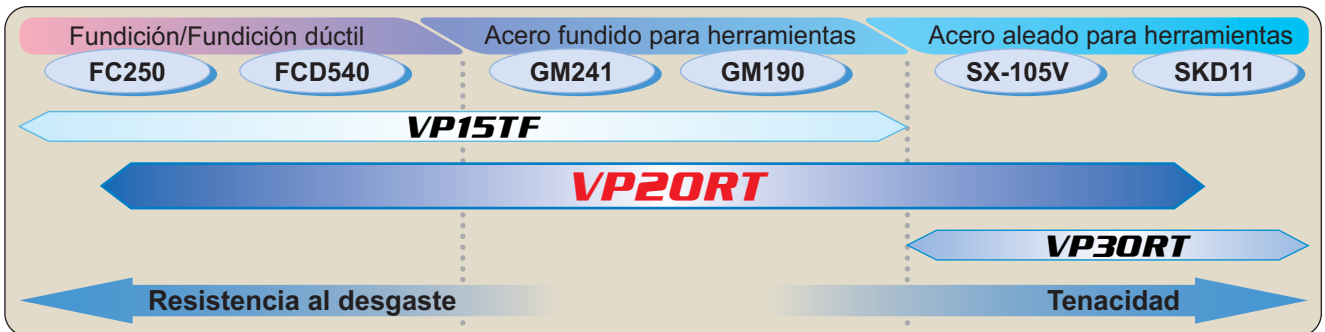 Fundición/Fundición dúctil Acero fundido para herramientas Acero aleado para herramientas
FC250 FCD540 GM241 GM190 SX-105V SKD11
VP15TF
VP20RT
VP30RT
Resistencia al desgaste Tenacidad